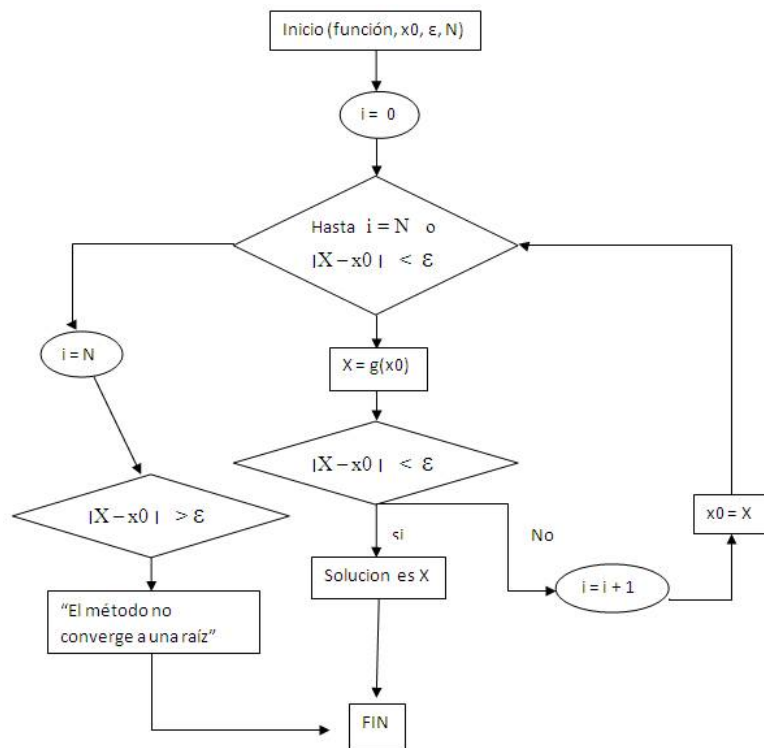 Inicio (función, x0, ε, N)
i = 0
Hasta i = N o
|X – x0| < ε
i = N
X = g(x0)
|X – x0| < ε
|X – x0| > ε
x0 = X
si
No
Solucion es X
i = i + 1
“El método no
converge a una raíz”
FIN